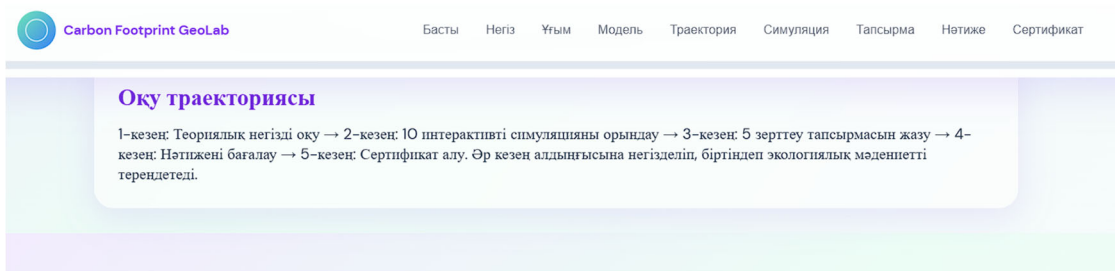 Carbon Footprint GeoLab Басты Негіз Ұғым Модель Траектория Симуляция Тапсырма Нәтиже Сертификат
Оқу траекториясы
1-кезең: Теориялық негізді оқу → 2-кезең: 10 интерактивті симуляцияны орындау → 3-кезең: 5 зерттеу тапсырмасын жазу → 4-
кезең: Нәтижені бағалау → 5-кезең: Сертификат алу. Әр кезең алдыңғысына негізделіп, біртіндеп экологиялық мәдениетті
тереңдетеді.